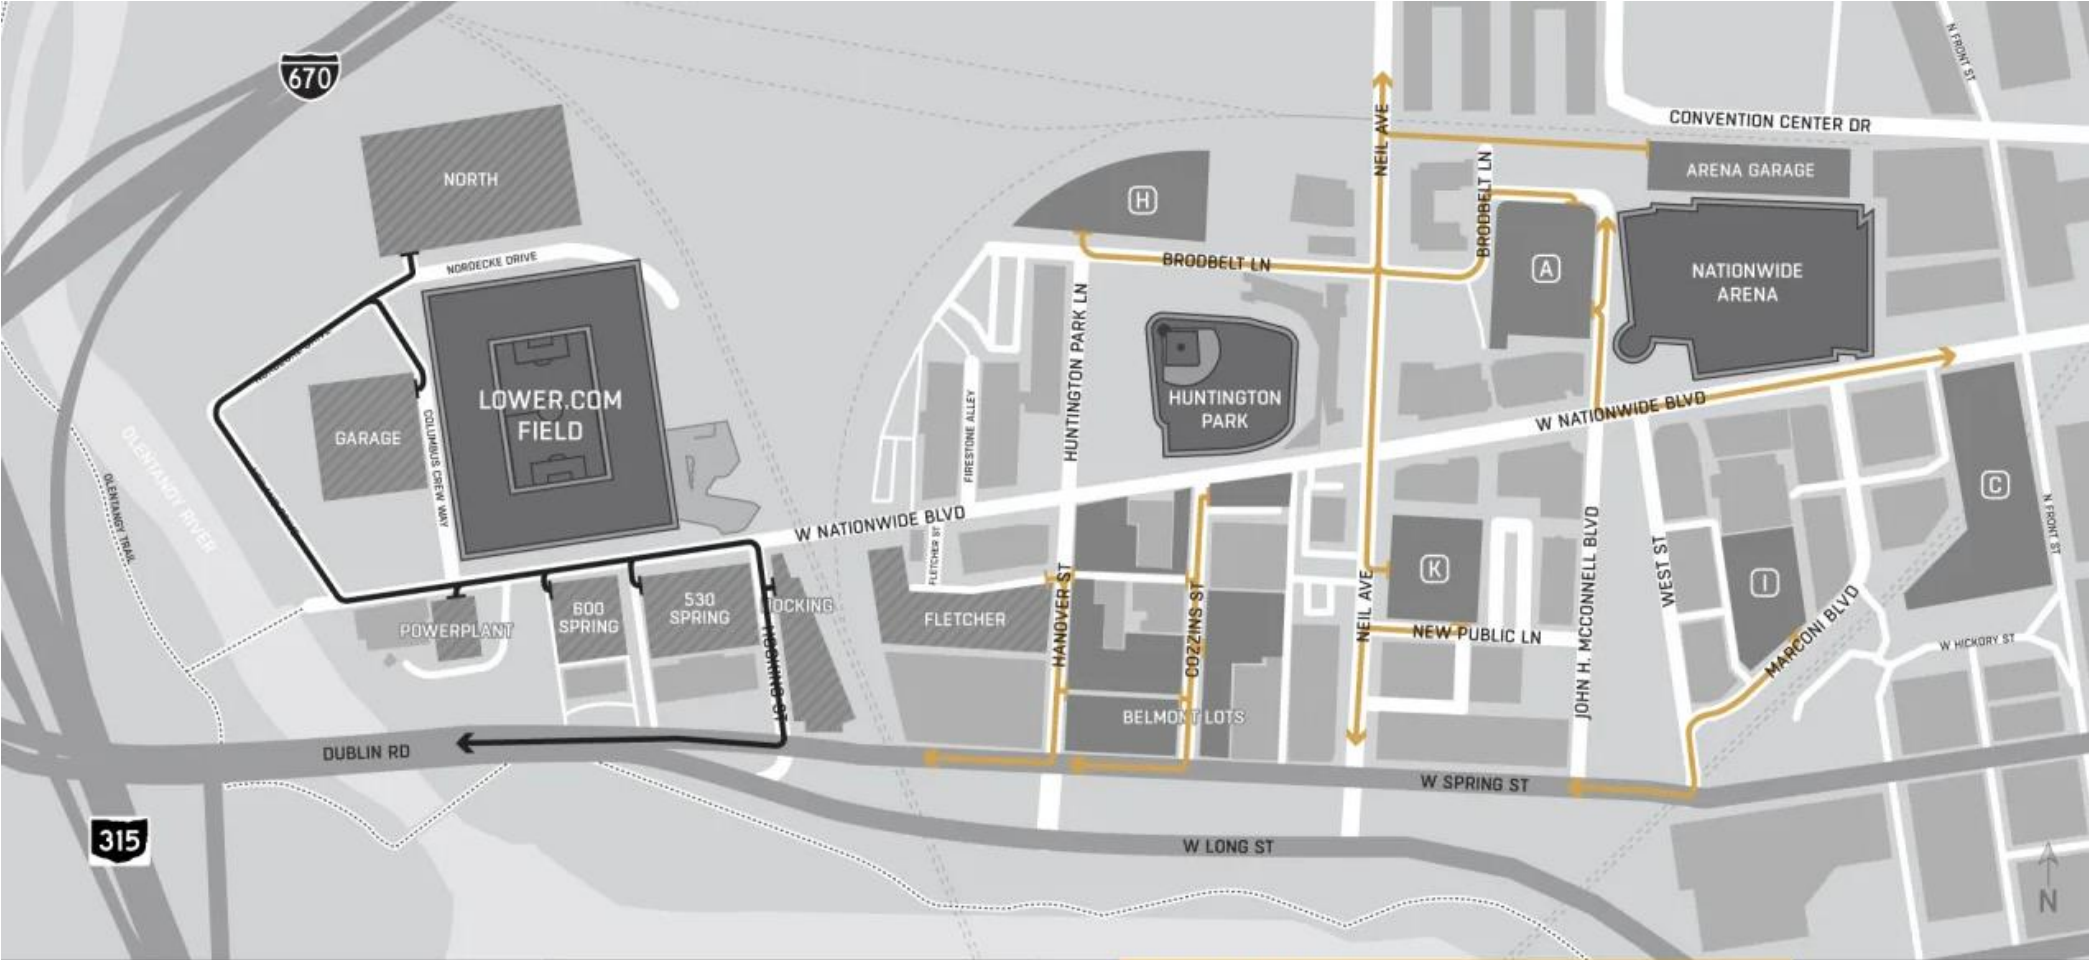 670
N FRONT ST
CONVENTION CENTER DR
NEIL AVE
NORTH
ARENA GARAGE
H
BRODBELT LN
NORDECKE DRIVE
BRODBELT LN
A
NATIONWIDE
ARENA
HUNTINGTON PARK LN
LOWER.COM
FIELD
HUNTINGTON
PARK
W NATIONWIDE BLVD
GARAGE
COLUMBUS CREW WAY
FIRESTONE ALLEY
OLENTANGY RIVER
OLENTANGY TRAIL
C
N FRONT ST
W NATIONWIDE BLVD
FLETCHER ST
K
I
WEST ST
JOHN H. MCCONNELL BLVD
600
SPRING
530
SPRING
OCKING
POWERPLANT
FLETCHER
HANOVER ST
COZZINS ST
NEIL AVE
NEW PUBLIC LN
MARCONI BLVD
W HICKORY ST
BELMONT LOTS
DUBLIN RD
W SPRING ST
315
W LONG ST
N